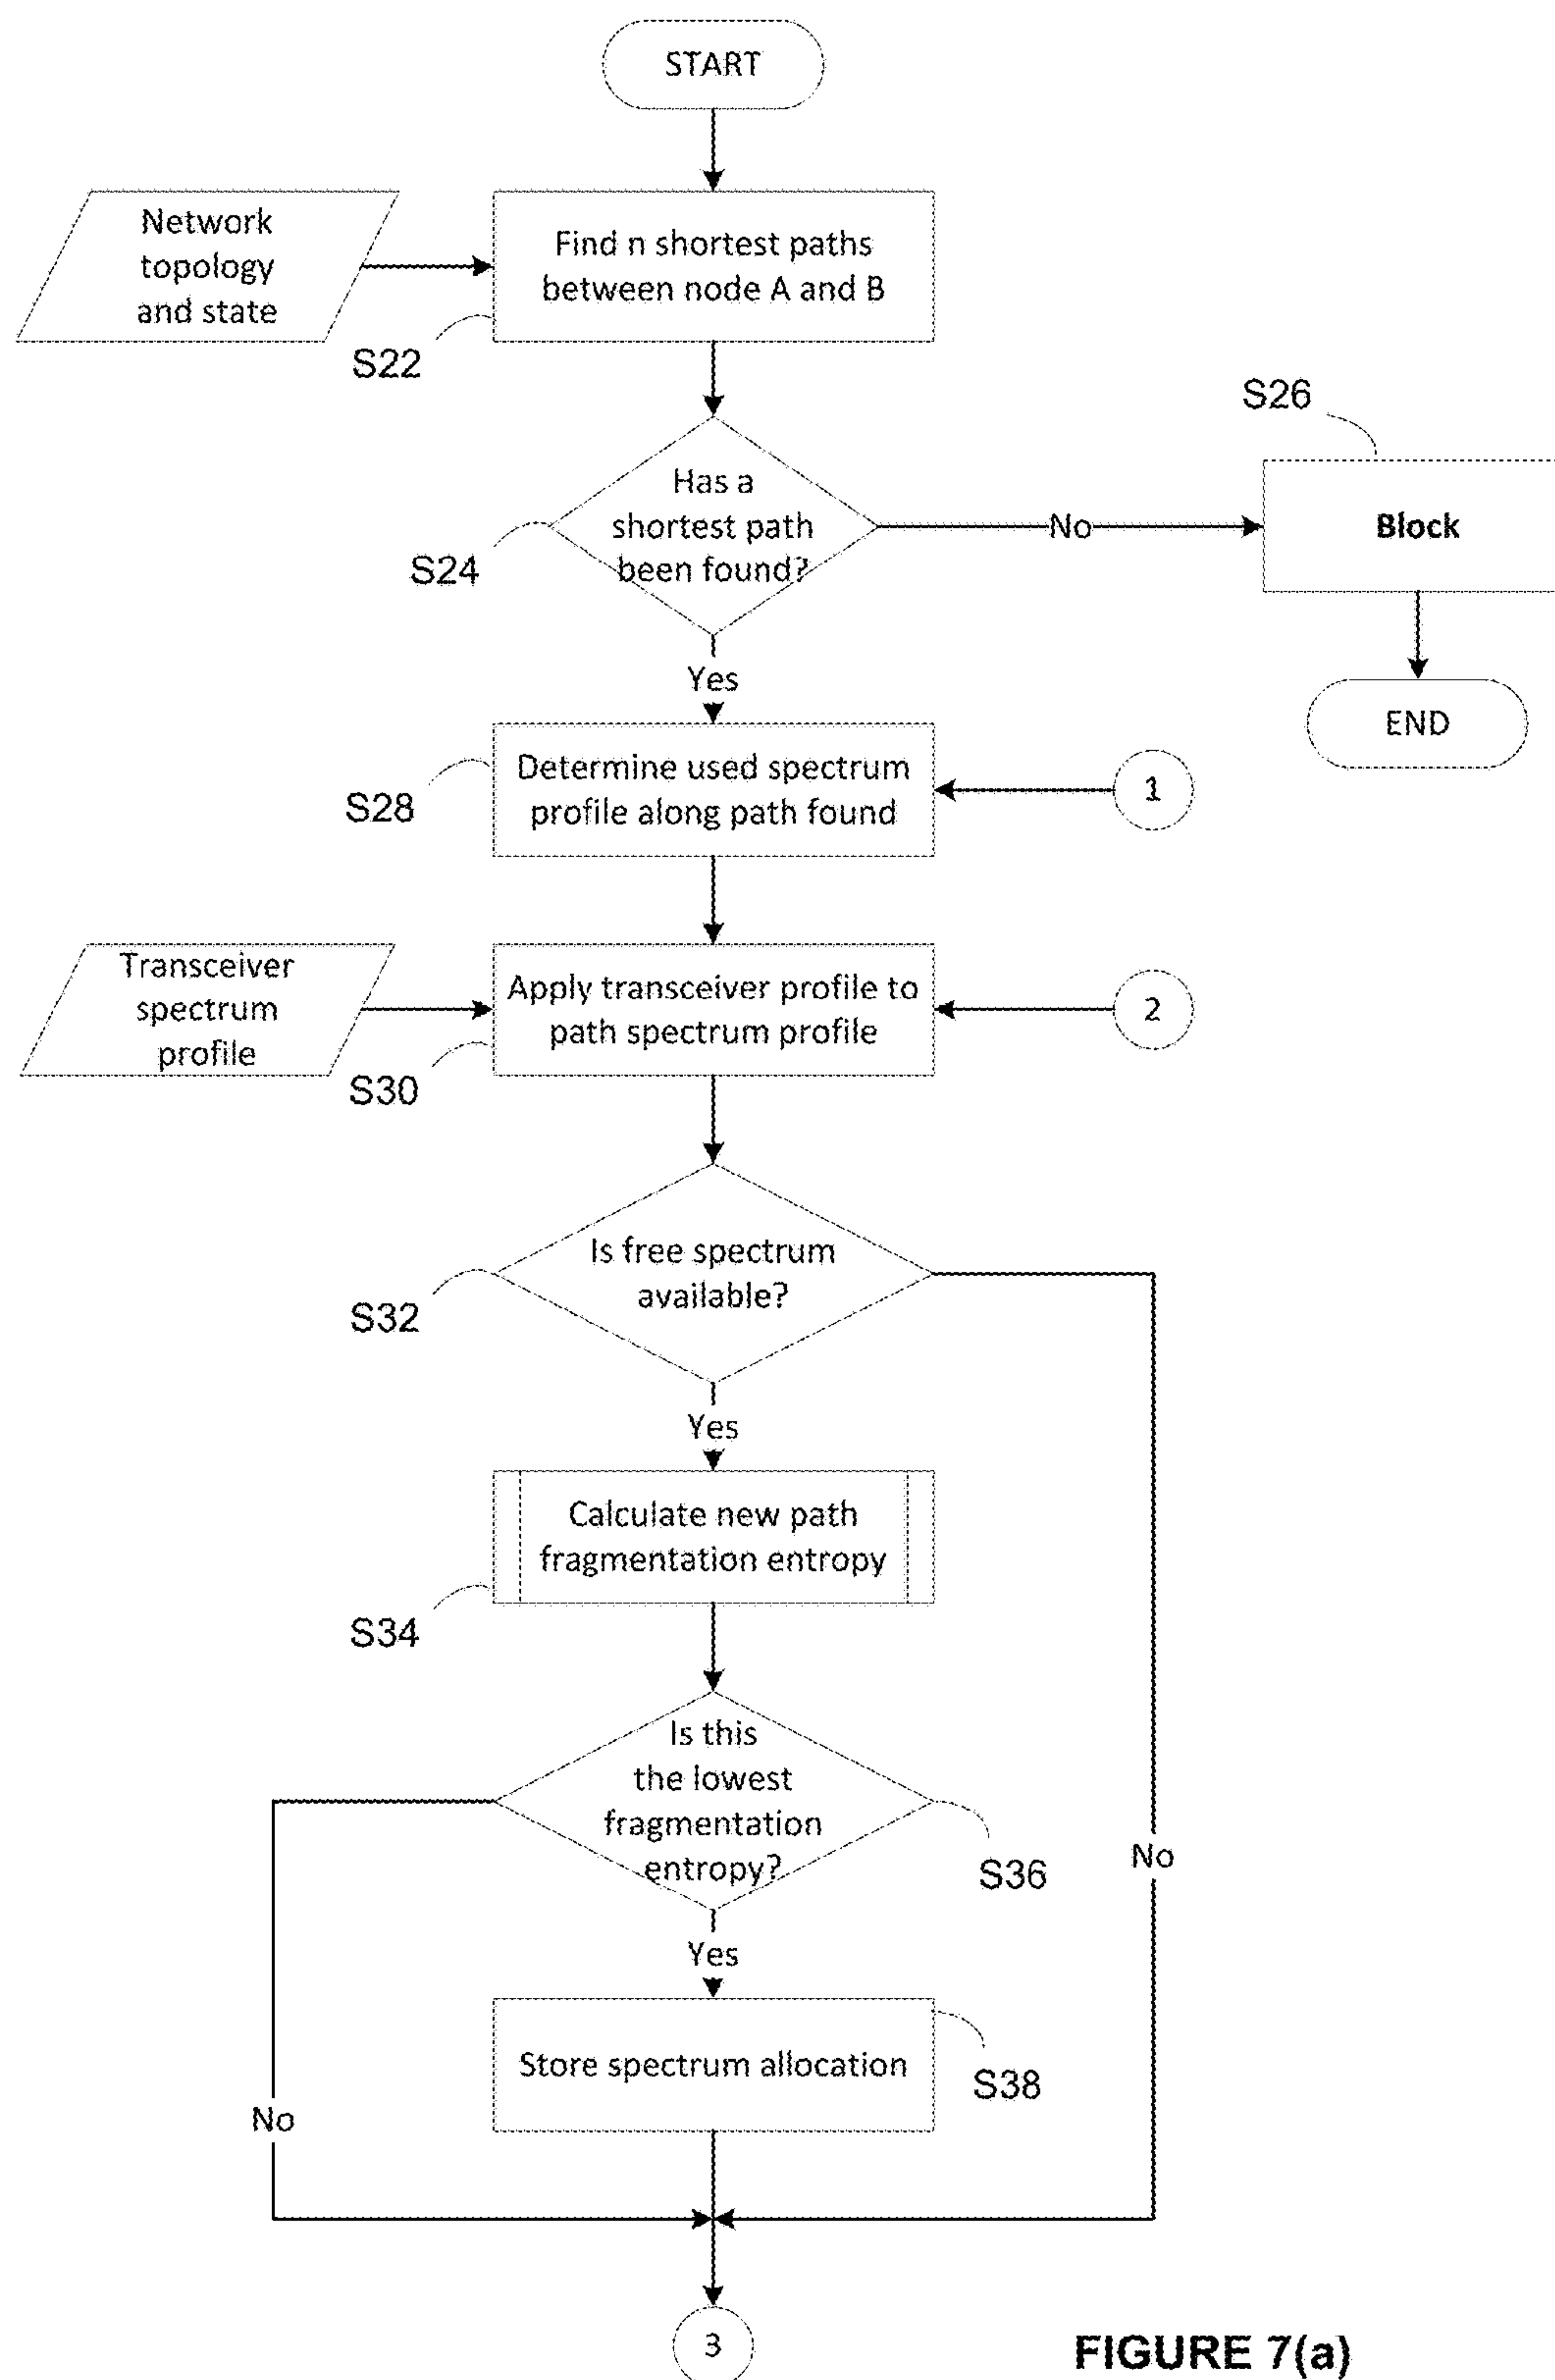 START
Network
topology
and state
Find n shortest paths
between node A and B
S22
S26
Has a
shortest path
been found?
S24
No
Block
Yes
END
Determine used spectrum
profile along path found
S28
1
Transceiver
spectrum
profile
Apply transceiver profile to
path spectrum profile
S30
2
Is free spectrum
available?
S32
Yes
Calculate new path
fragmentation entropy
S34
Is this
the lowest
fragmentation
entropy?
S36
No
Yes
Store spectrum allocation
S38
No
3
FIGURE 7(a)